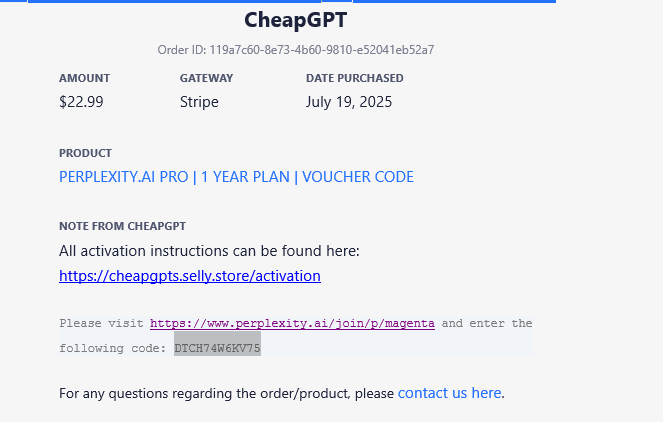 CheapGPT
Order ID: 119a7c60-8e73-4b60-9810-e52041eb52a7
AMOUNT GATEWAY DATE PURCHASED
$22.99 Stripe July 19, 2025
PRODUCT
PERPLEXITY.AI PRO | 1 YEAR PLAN | VOUCHER CODE
NOTE FROM CHEAPGPT
All activation instructions can be found here:
https://cheapgpts.selly.store/activation
Please visit https://www.perplexity.ai/join/p/magenta and enter the
following code: DTCH74W6KV75
For any questions regarding the order/product, please contact us here.